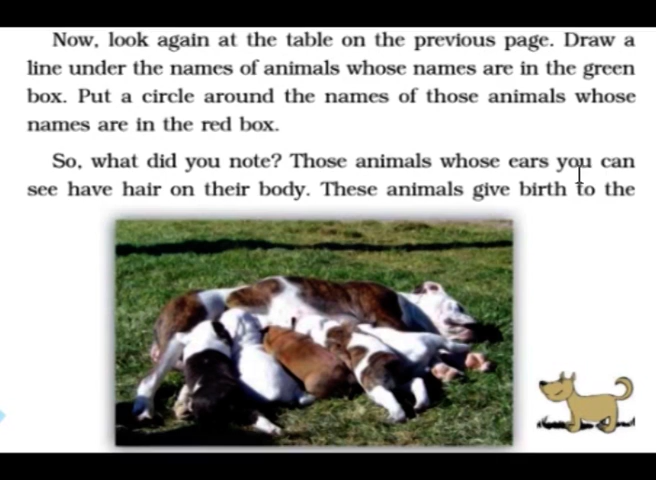 Now, look again at the table on the previous page. Draw a
line under the names of animals whose names are in the green
box. Put a circle around the names of those animals whose
names are in the red box.
So, what did you note? Those animals whose ears you can
see have hair on their body. These animals give birth to the